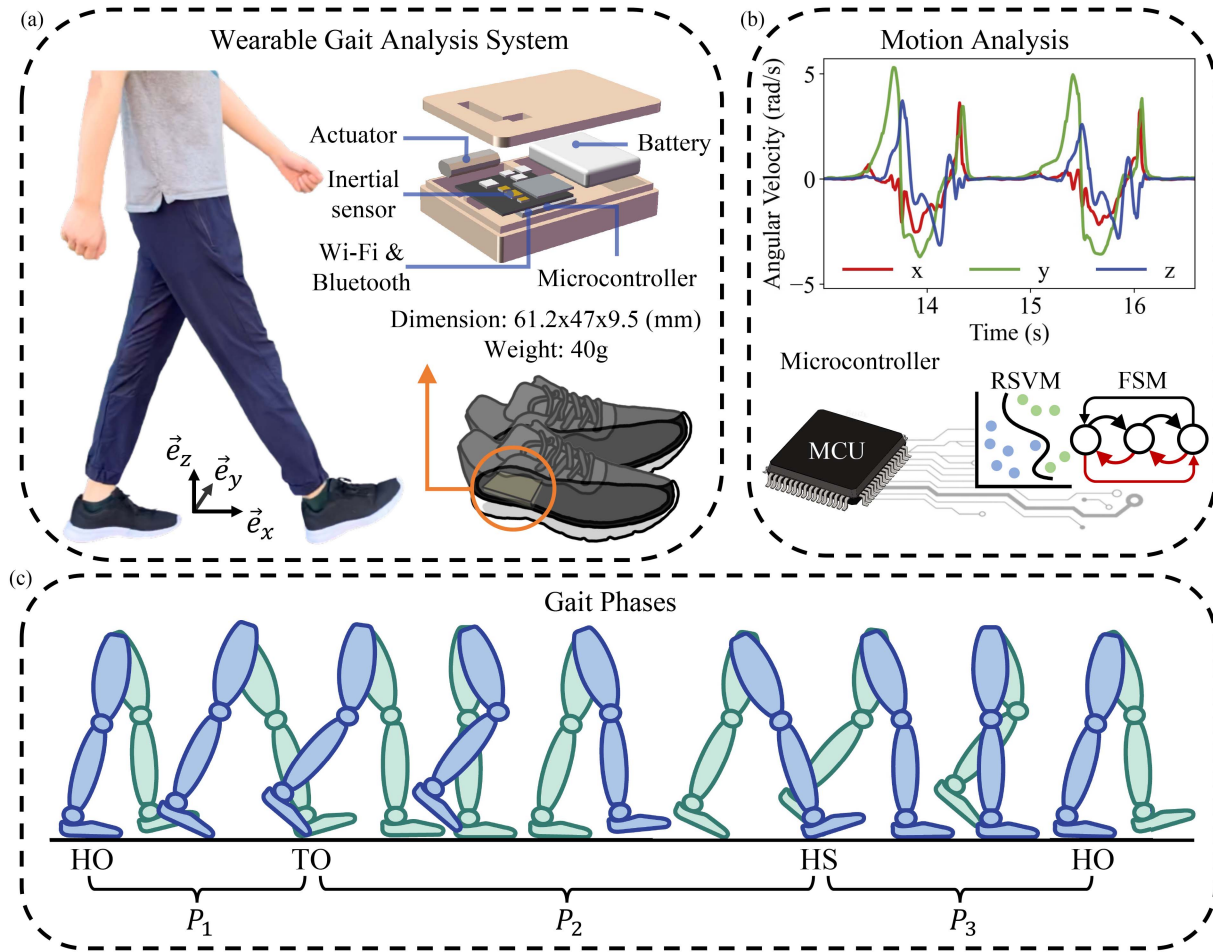 (a)
Wearable Gait Analysis System
Actuator
Battery
Inertial
sensor
Wi-Fi &
Bluetooth
Microcontroller
Dimension: 61.2x47x9.5 (mm)
Weight: 40g
e⃗z
e⃗y
e⃗x
(b)
Motion Analysis
Angular Velocity (rad/s)
5
0
−5
x y z
14 15 16
Time (s)
Microcontroller
RSVM FSM
MCU
(c)
Gait Phases
HO TO HS HO
P1 P2 P3